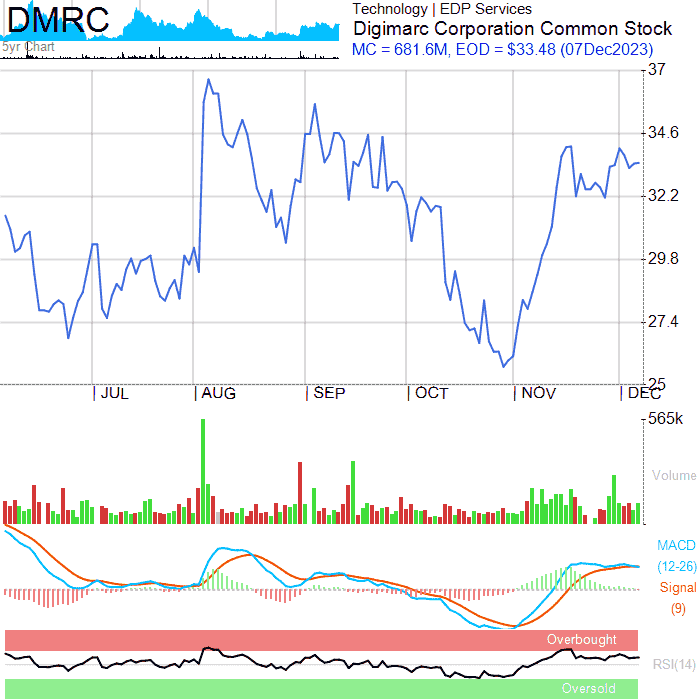 DMRC
5yr Chart
Technology | EDP Services
Digimarc Corporation Common Stock
MC = 681.6M, EOD = $33.48 (07Dec2023)
37
34.6
32.2
29.8
27.4
25
JUL
AUG
SEP
OCT
NOV
DEC
565k
Volume
MACD
(12-26)
Signal
(9)
Overbought
RSI(14)
Oversold